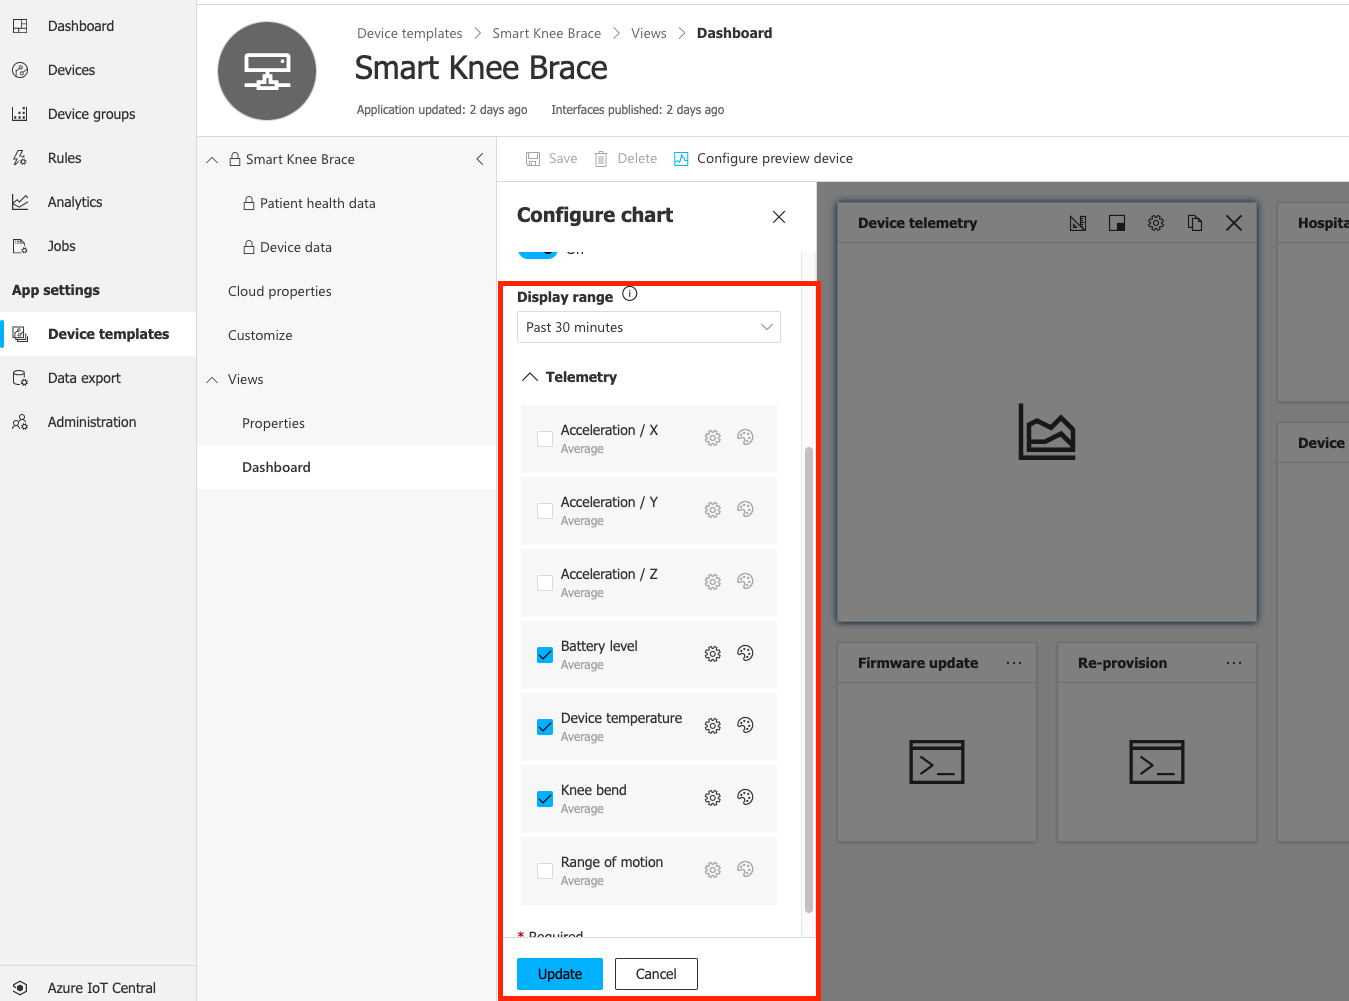 Dashboard
Devices
Device groups
Rules
Analytics
Jobs
App settings
Device templates
Data export
Administration
Azure IoT Central
Device templates > Smart Knee Brace > Views > Dashboard
Smart Knee Brace
Application updated: 2 days ago Interfaces published: 2 days ago
Smart Knee Brace
Patient health data
Device data
Cloud properties
Customize
Views
Properties
Dashboard
Save Delete Configure preview device
Configure chart
Display range
Past 30 minutes
Telemetry
Acceleration / X
Average
Acceleration / Y
Average
Acceleration / Z
Average
Battery level
Average
Device temperature
Average
Knee bend
Average
Range of motion
Average
* Required
Update Cancel
Device telemetry
Hospita
Device
Firmware update
Re-provision